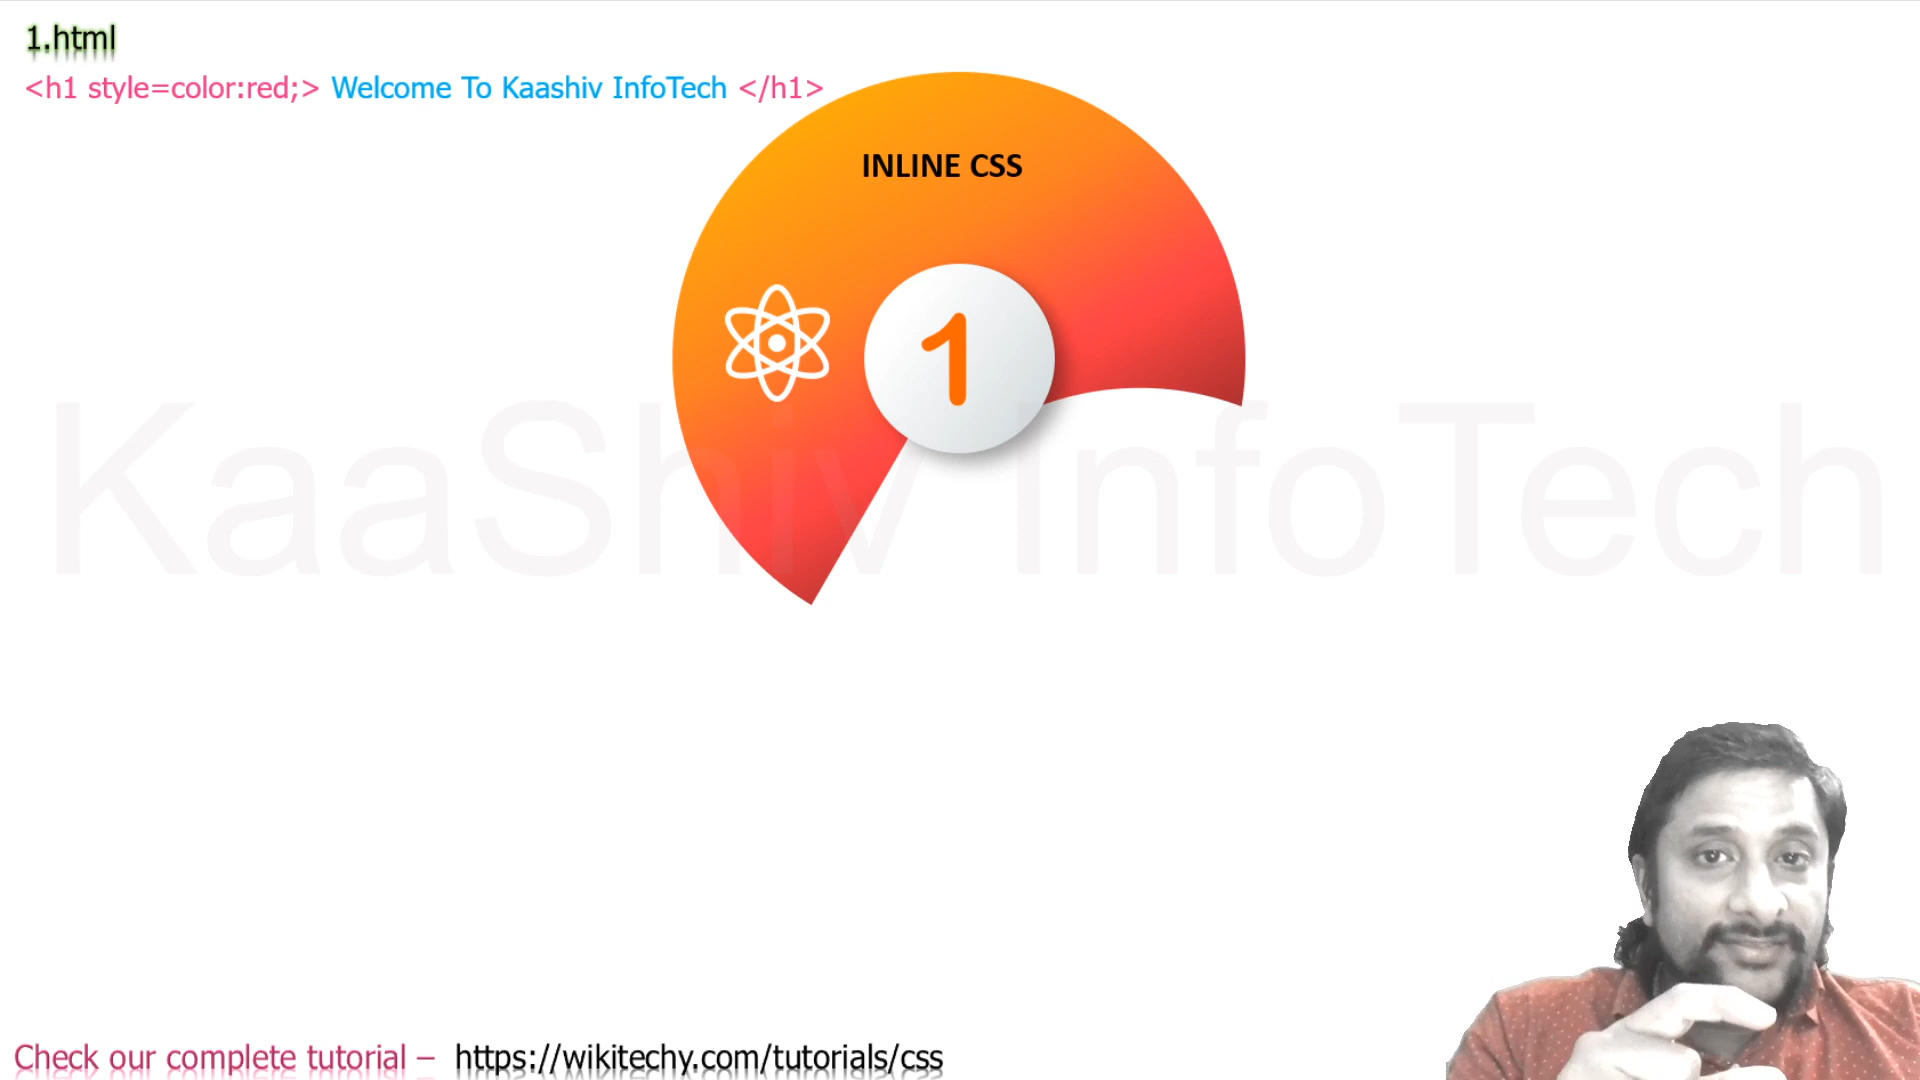 1.html
<h1 style=color:red;> Welcome To Kaashiv InfoTech </h1>
INLINE CSS
1
KaaShiv InfoTech
Check our complete tutorial – https://wikitechy.com/tutorials/css